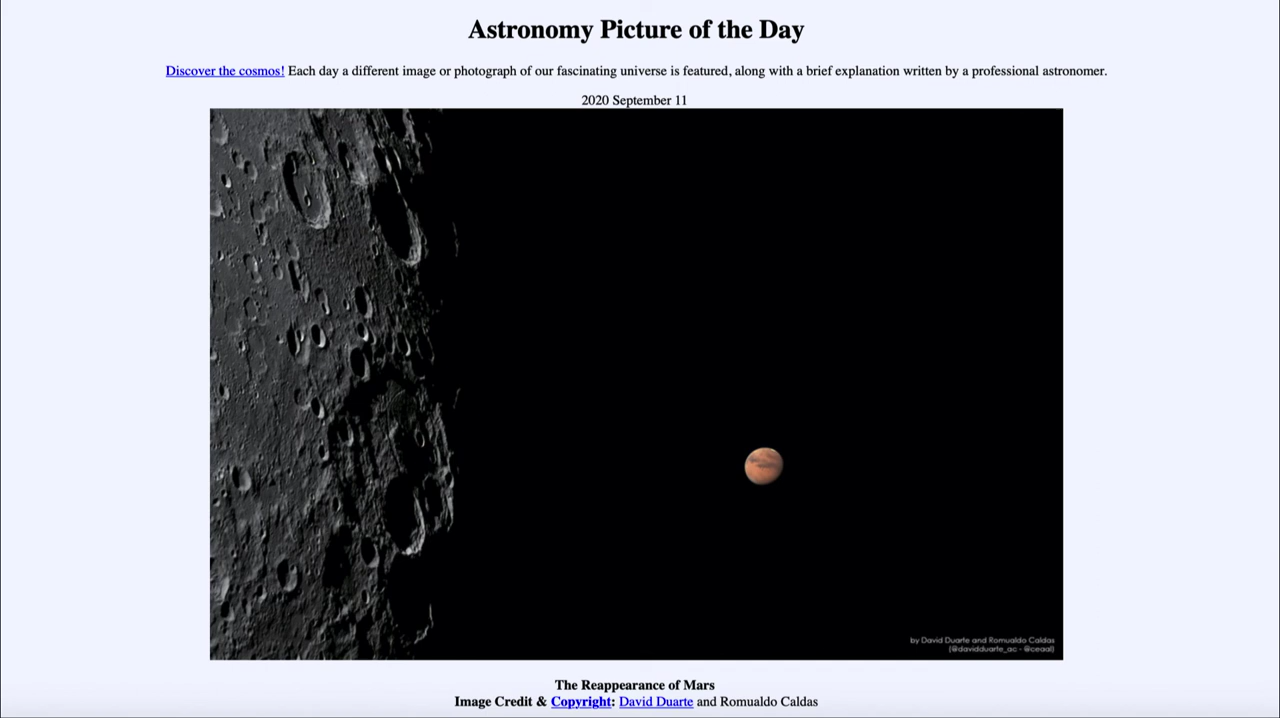 Astronomy Picture of the Day
Discover the cosmos! Each day a different image or photograph of our fascinating universe is featured, along with a brief explanation written by a professional astronomer.
2020 September 11
by David Duarte and Romualdo Caldas
(@davidduarte_ac - @ceaal)
The Reappearance of Mars
Image Credit & Copyright: David Duarte and Romualdo Caldas